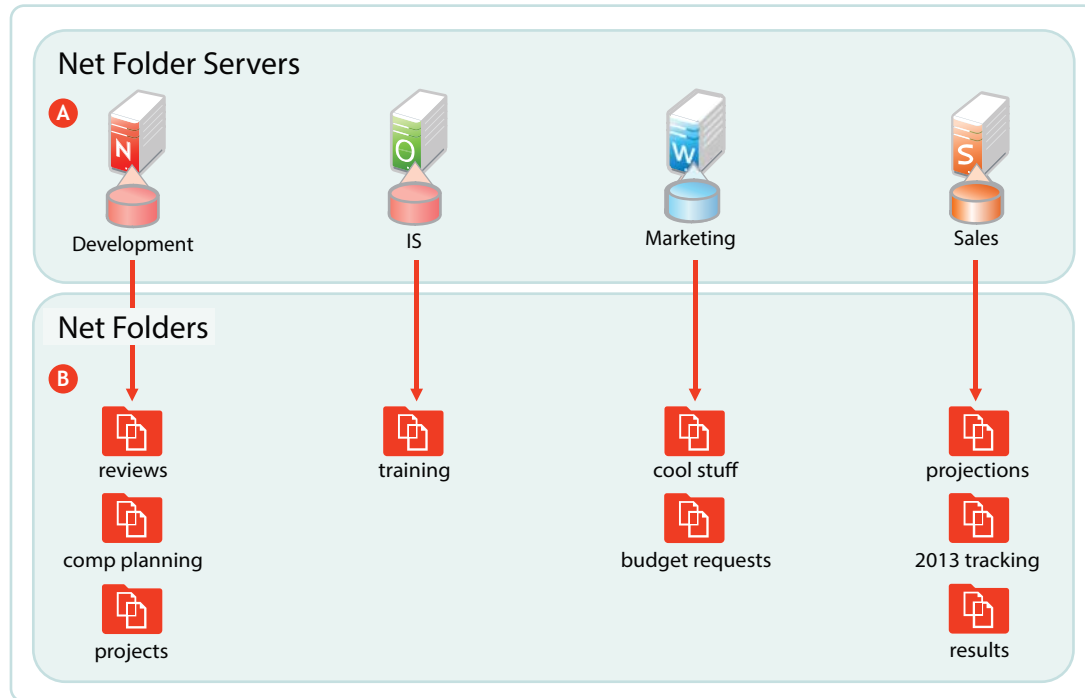 Net Folder Servers
A
N
O
W
S
Development
IS
Marketing
Sales
Net Folders
B
reviews
training
cool stuff
projections
comp planning
budget requests
2013 tracking
projects
results